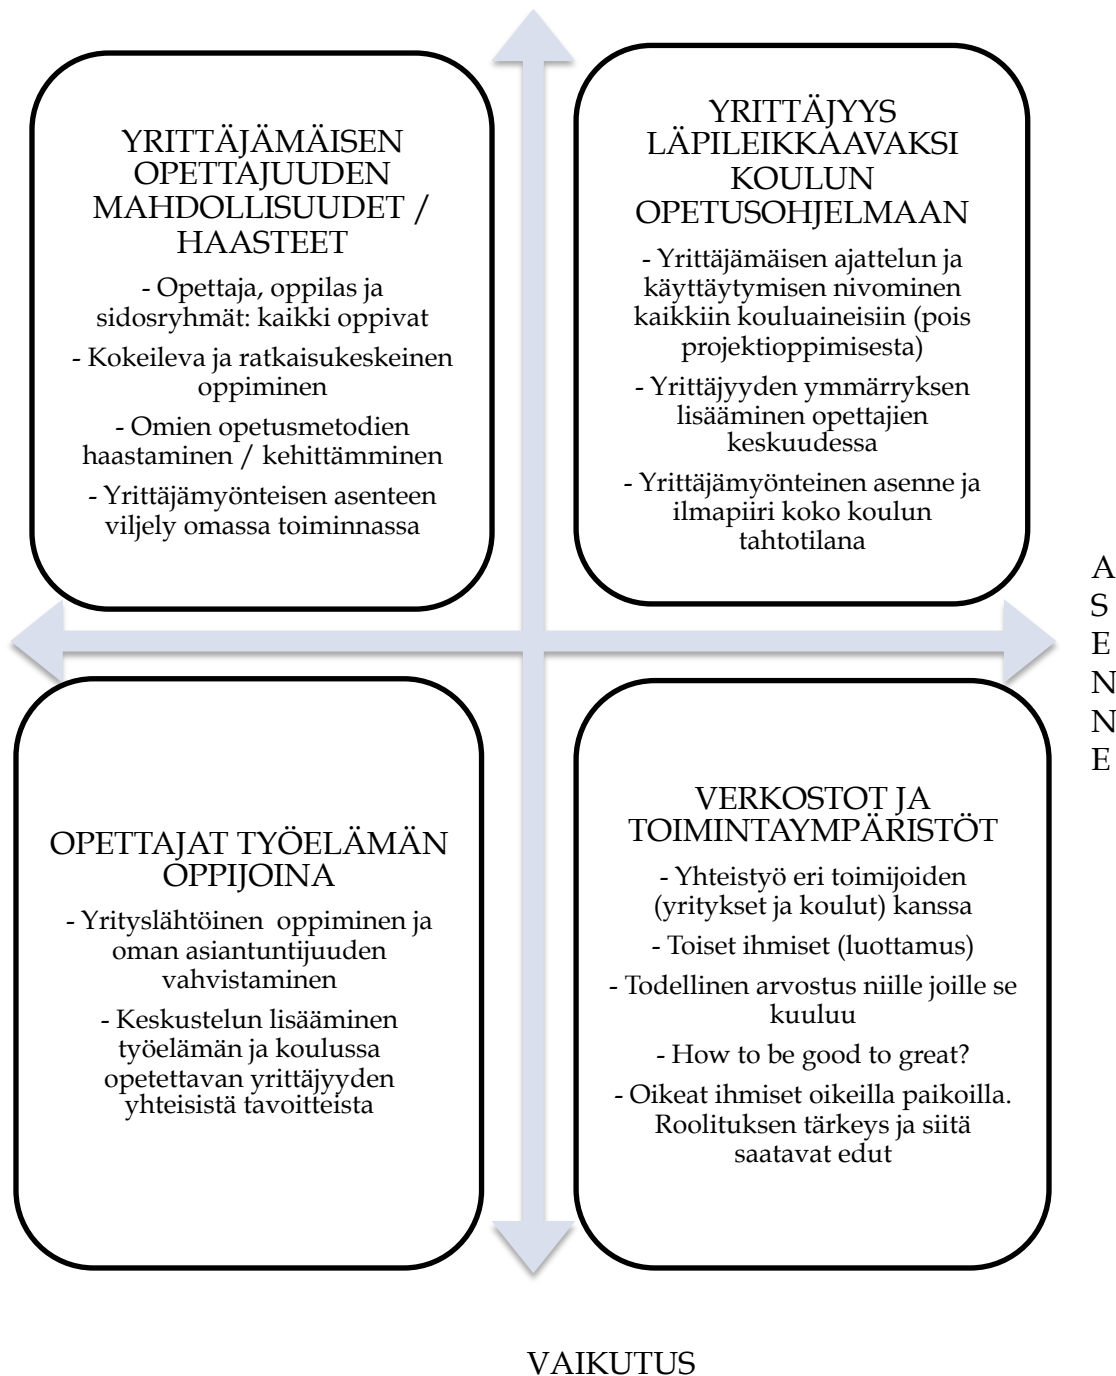 YRITTÄJÄMÄISEN
OPETTAJUUDEN
MAHDOLLISUUDET /
HAASTEET
- Opettaja, oppilas ja
sidosryhmät: kaikki oppivat
- Kokeileva ja ratkaisukeskeinen
oppiminen
- Omien opetusmetodien
haastaminen / kehittämminen
- Yrittäjämyönteisen asenteen
viljely omassa toiminnassa
YRITTÄJYYS
LÄPILEIKKAAVAKSI
KOULUN
OPETUSOHJELMAAN
- Yrittäjämäisen ajattelun ja
käyttäytymisen nivominen
kaikkiin kouluaineisiin (pois
projektioppimisesta)
- Yrittäjyyden ymmärryksen
lisääminen opettajien
keskuudessa
- Yrittäjämyönteinen asenne ja
ilmapiiri koko koulun
tahtotilana
A
S
E
N
N
E
OPETTAJAT TYÖELÄMÄN
OPPIJOINA
- Yrityslähtöinen  oppiminen ja
oman asiantuntijuuden
vahvistaminen
- Keskustelun lisääminen
työelämän ja koulussa
opetettavan yrittäjyyden
yhteisistä tavoitteista
VERKOSTOT JA
TOIMINTAYMPÄRISTÖT
- Yhteistyö eri toimijoiden
(yritykset ja koulut) kanssa
- Toiset ihmiset (luottamus)
- Todellinen arvostus niille joille se
kuuluu
- How to be good to great?
- Oikeat ihmiset oikeilla paikoilla.
Roolituksen tärkeys ja siitä
saatavat edut
VAIKUTUS